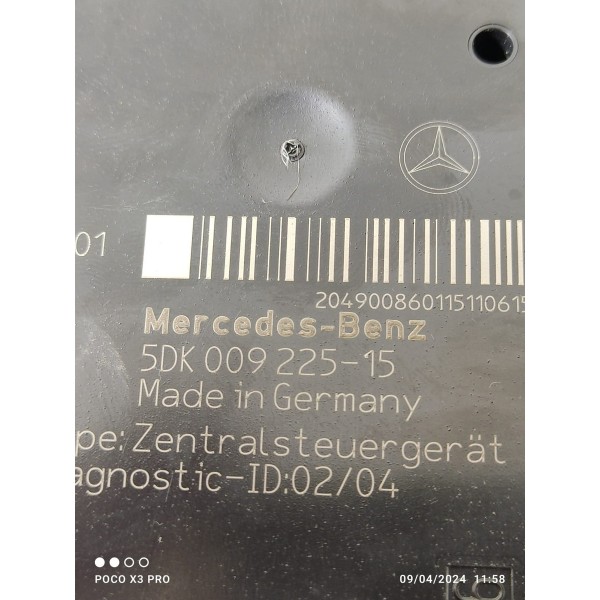 01
204900860115110615
Mercedes-Benz
5DK 009 225-15
Made in Germany
pe: Zentralsteuergerät
agnostic-ID:02/04
POCO X3 PRO
09/04/2024 11:58